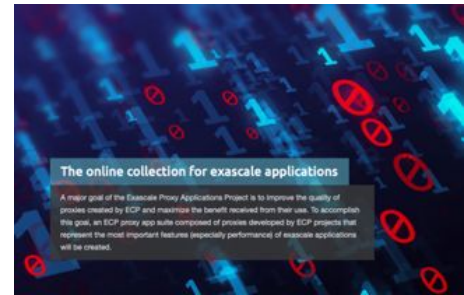 The online collection for exascale applications
A major goal of the Exascale Proxy Applications Project is to improve the quality of
proxies created by ECP and maximize the benefit received from their use. To accomplish
this goal, an ECP proxy app suite composed of proxies developed by ECP projects that
represent the most important features (especially performance) of exascale applications
will be created.